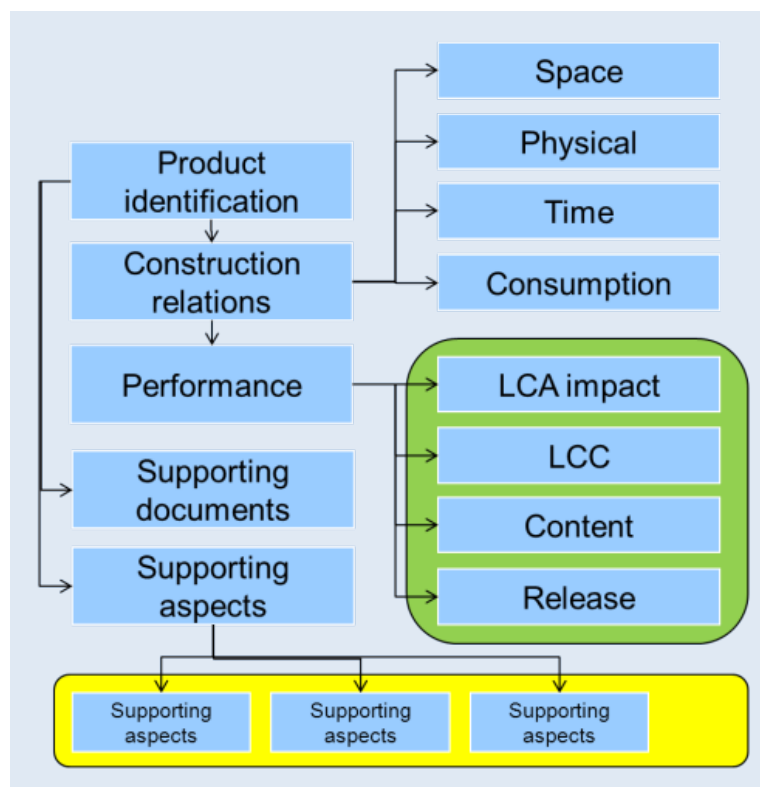 Space
Physical
Time
Consumption
Product
identification
Construction
relations
Performance
Supporting
documents
Supporting
aspects
LCA impact
LCC
Content
Release
Supporting
aspects
Supporting
aspects
Supporting
aspects